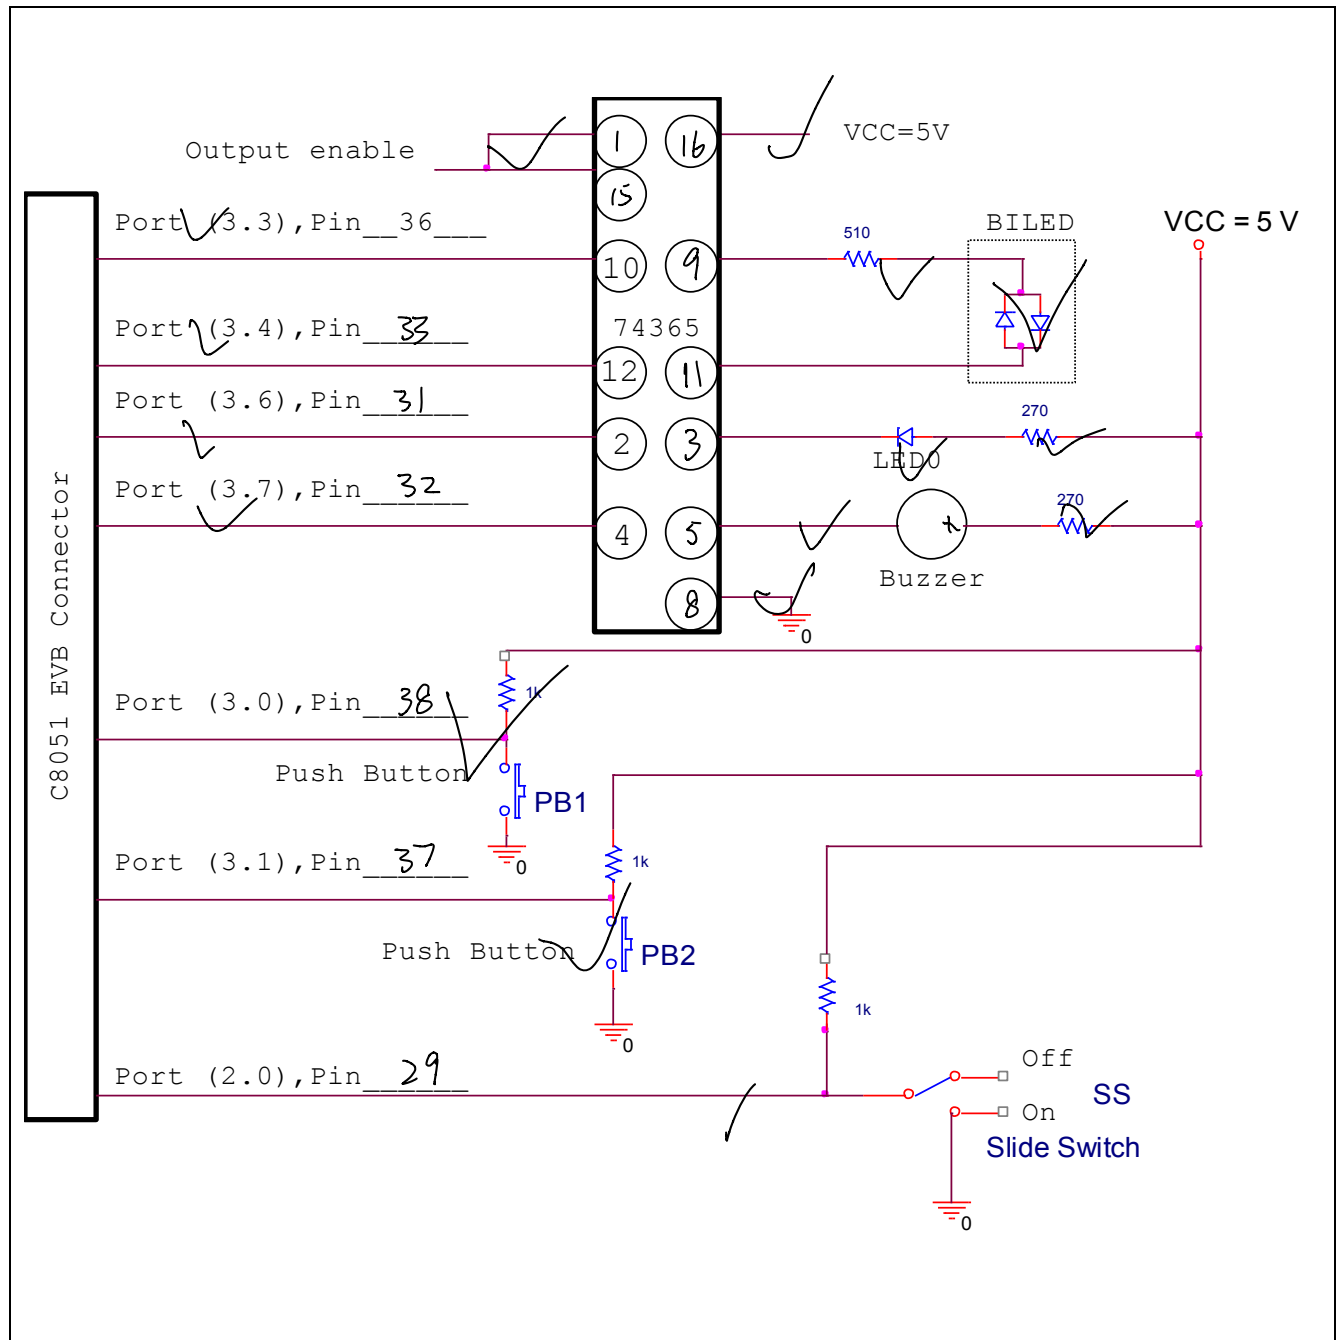 1 16 VCC=5V
Output enable
15
Port (3.3),Pin__36___
BILED
VCC = 5 V
510
10 9
74365
Port (3.4),Pin__33__
12 11
Port (3.6),Pin__31__
270
2 3
LED0
Port (3.7),Pin__32__
270
4 5
Buzzer
8
0
C8051 EVB Connector
Port (3.0),Pin__38__
1k
Push Button
PB1
0
Port (3.1),Pin__37__
1k
Push Button
PB2
0
1k
Port (2.0),Pin__29__
Off
SS
On
Slide Switch
0